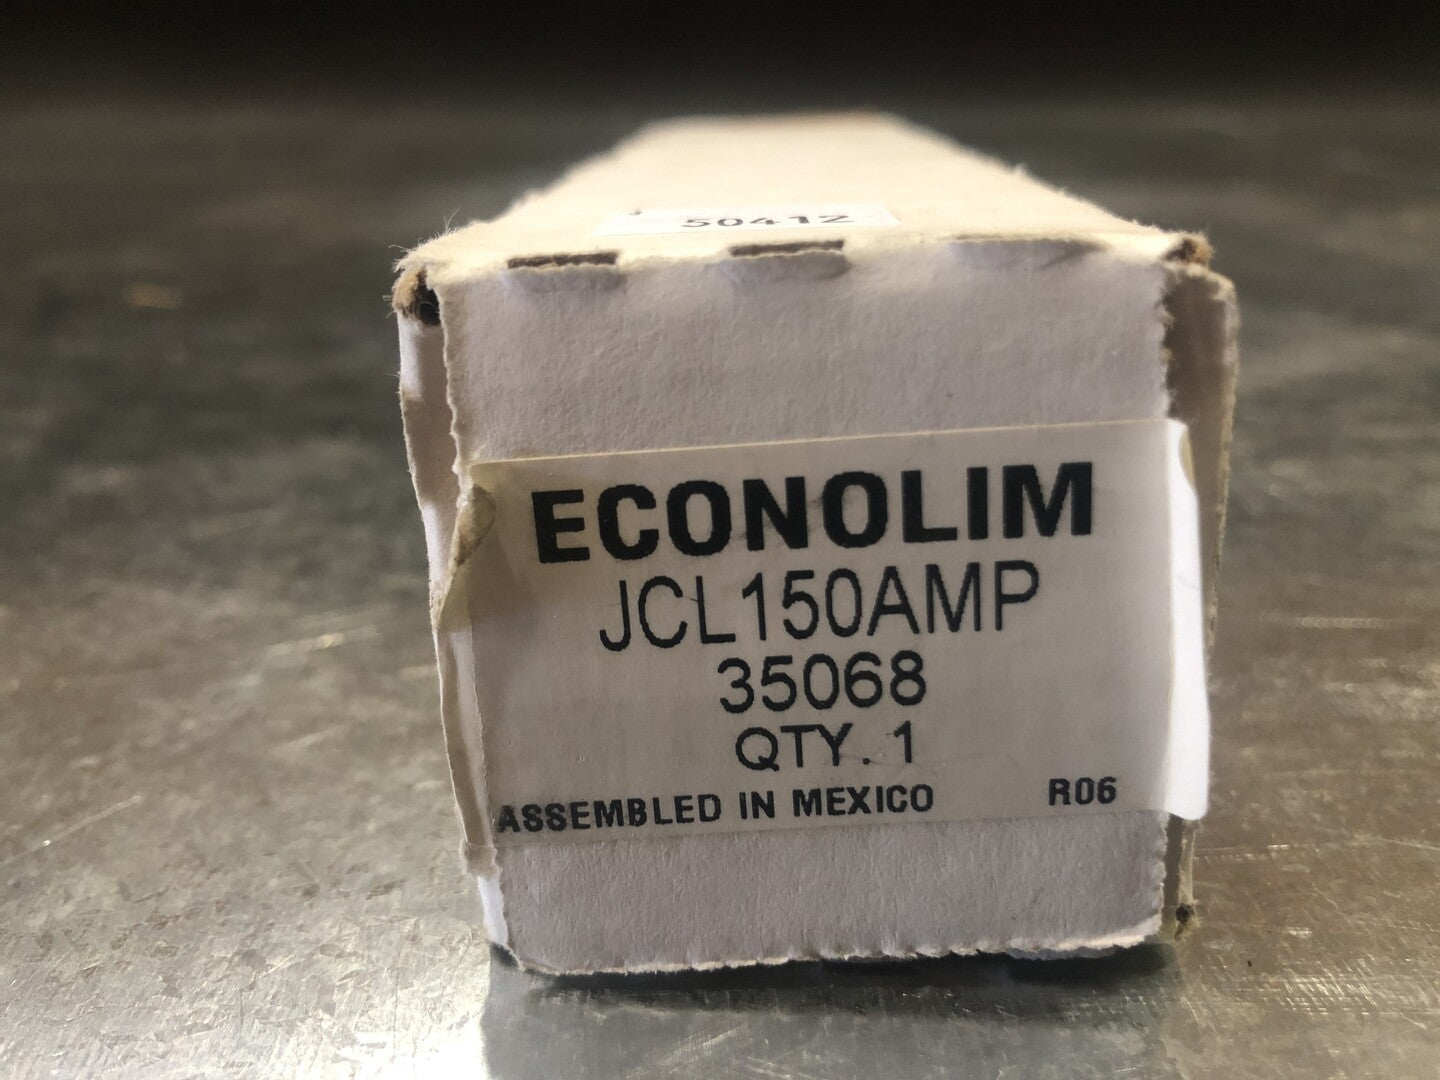 50412
ECONOLIM
JCL150AMP
35068
QTY. 1
ASSEMBLED IN MEXICO R06